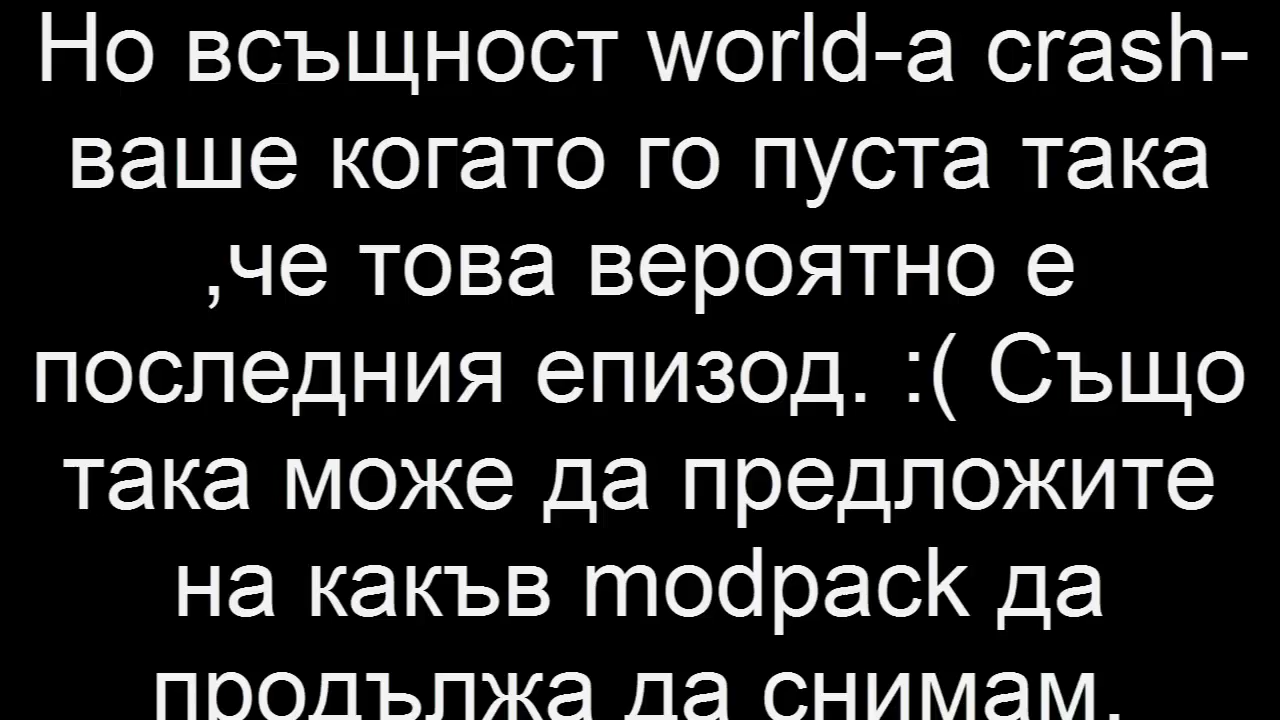 Но всъщност world-а crash-
ваше когато го пуста така
,че това вероятно е
последния епизод. :( Също
така може да предложите
на какъв modpack да
продължа да снимам.